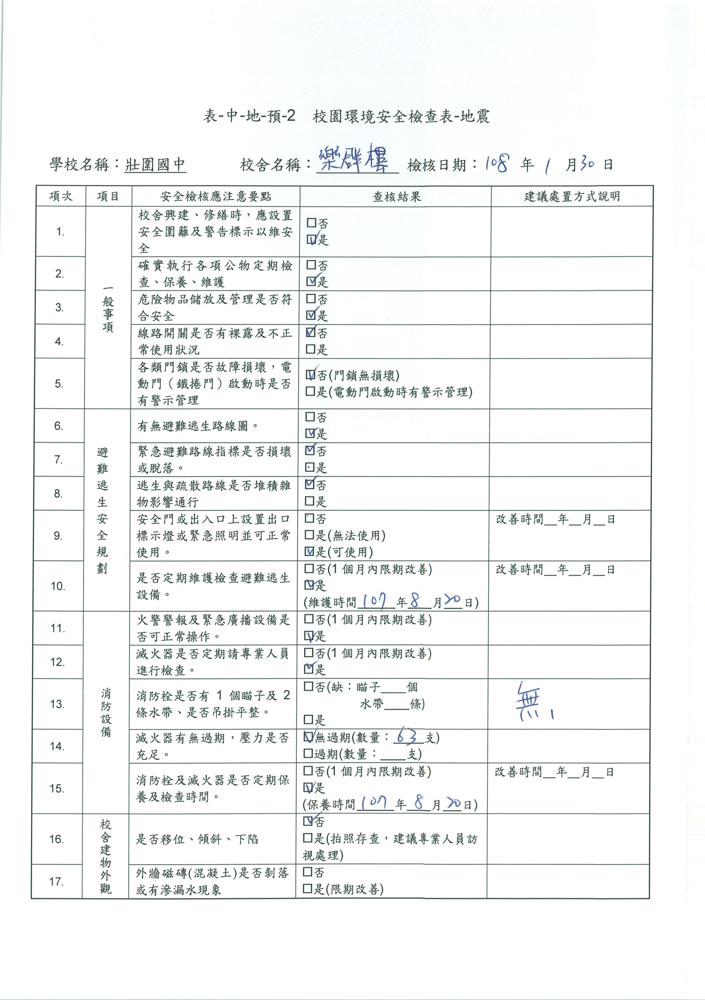 表-中-地-預-2　校園環境安全檢查表-地震
學校名稱：壯圍國中　校舍名稱：樂群樓　檢核日期：108 年 1 月 30 日
項次　項目　安全檢核應注意要點　查核結果　建議處置方式說明
一般事項
1.
校舍興建、修繕時，應設置
安全圍籬及警告標示以維安
全
□否
☑是
2.
確實執行各項公物定期檢
查、保養、維護
□否
☑是
3.
危險物品儲放及管理是否符
合安全
□否
☑是
4.
線路開關是否有裸露及不正
常使用狀況
☑否
□是
5.
各類門鎖是否故障損壞，電
動門（鐵捲門）啟動時是否
有警示管理
☑否(門鎖無損壞)
□是(電動門啟動時有警示管理)
避難逃生安全規劃
6.
有無避難逃生路線圖。
□否
☑是
7.
緊急避難路線指標是否損壞
或脫落。
☑否
□是
8.
逃生與疏散路線是否堆積雜
物影響通行
☑否
□是
9.
安全門或出入口上設置出口
標示燈或緊急照明並可正常
使用。
□否
□是(無法使用)
☑是(可使用)
改善時間__年__月__日
10.
是否定期維護檢查避難逃生
設備。
□否(1 個月內限期改善)
☑是
(維護時間 107 年 8 月 20 日)
改善時間__年__月__日
消防設備
11.
火警警報及緊急廣播設備是
否可正常操作。
□否(1 個月內限期改善)
☑是
12.
滅火器是否定期請專業人員
進行檢查。
□否(1 個月內限期改善)
☑是
13.
消防栓是否有 1 個瞄子及 2
條水帶、是否吊掛平整。
□否(缺：瞄子____個
水帶____條)
□是
無,
14.
滅火器有無過期，壓力是否
充足。
☑無過期(數量：63 支)
□過期(數量：____支)
15.
消防栓及滅火器是否定期保
養及檢查時間。
□否(1 個月內限期改善)
☑是
(保養時間 107 年 8 月 20 日)
改善時間__年__月__日
校舍建物外觀
16.
是否移位、傾斜、下陷
☑否
□是(拍照存查，建議專業人員訪
視處理)
17.
外牆磁磚(混凝土)是否剝落
或有滲漏水現象
□否
□是(限期改善)